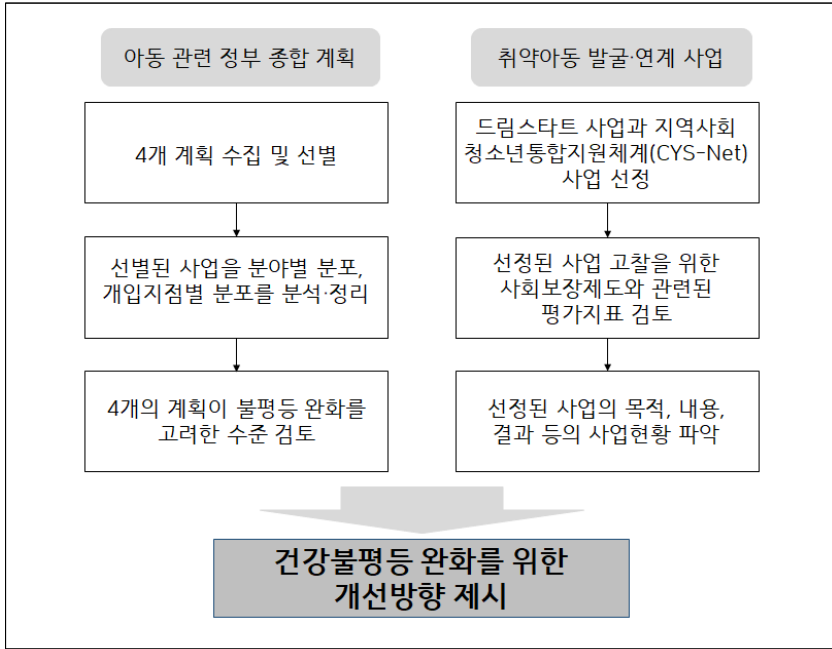 아동 관련 정부 종합 계획
4개 계획 수집 및 선별
선별된 사업을 분야별 분포,
개입지점별 분포를 분석·정리
4개의 계획이 불평등 완화를
고려한 수준 검토
취약아동 발굴·연계 사업
드림스타트 사업과 지역사회
청소년통합지원체계(CYS-Net)
사업 선정
선정된 사업 고찰을 위한
사회보장제도와 관련된
평가지표 검토
선정된 사업의 목적, 내용,
결과 등의 사업현황 파악
건강불평등 완화를 위한
개선방향 제시